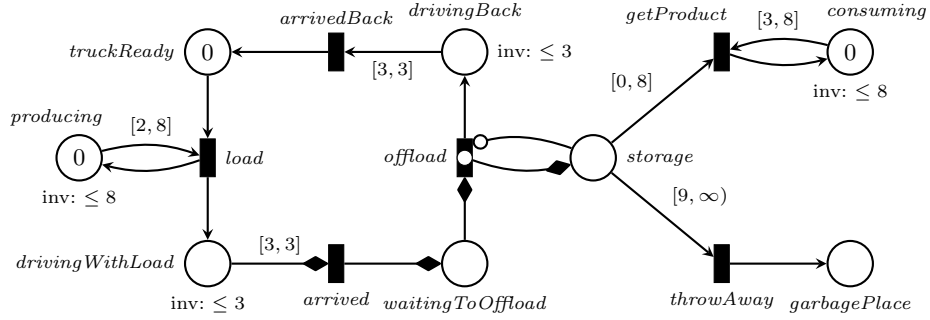 arrivedBack
drivingBack
getProduct
consuming
truckReady
0
[3, 3]
inv: ≤ 3
[3, 8]
0
inv: ≤ 8
[0, 8]
producing
[2, 8]
0
load
inv: ≤ 8
offload
storage
[9, ∞)
drivingWithLoad
[3, 3]
inv: ≤ 3
arrived
waitingToOffload
throwAway
garbagePlace